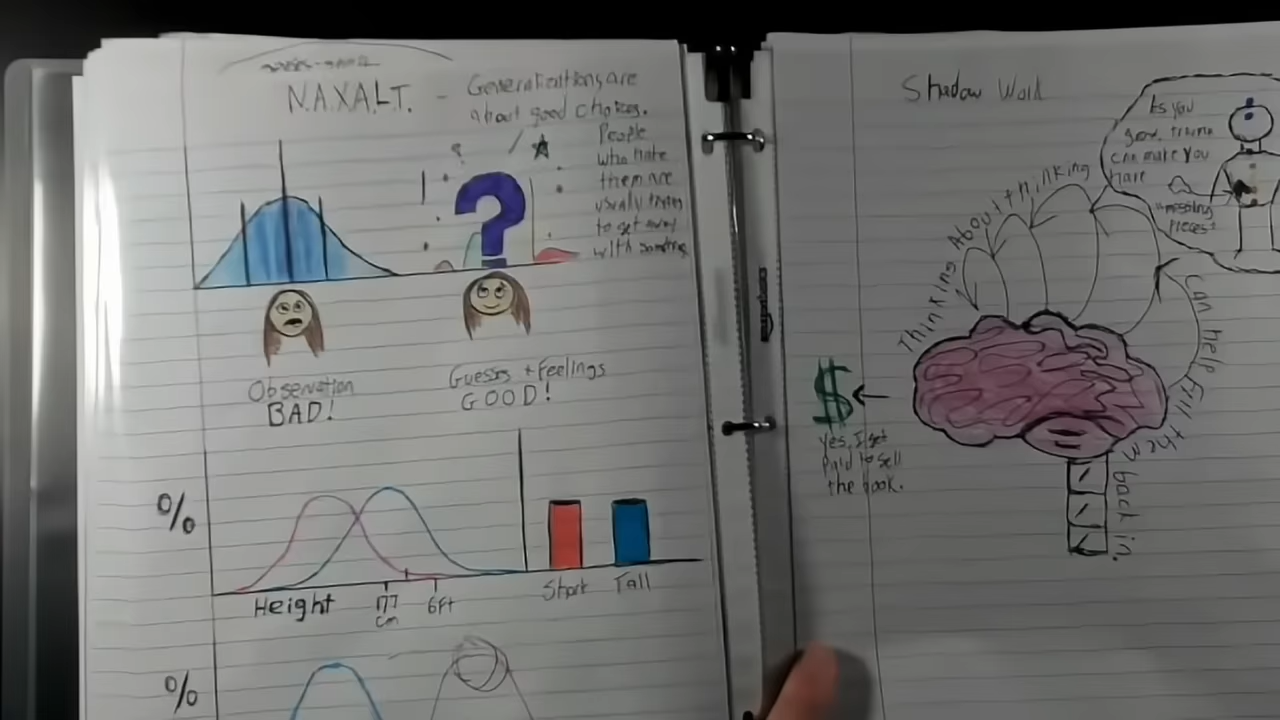 N.A.X.A.L.T. - Generalizations are
about good choices.
People
who hate
them are
usually trying
to get away
with something
Observation
BAD!
Guesses + Feelings
GOOD!
%
Height
177
cm
6ft
Short
Tall
%
Shadow Work
As you
grow, trauma
can make you
have
"missing
pieces"
Thinking About thinking
Can help fill them back in.
$
Yes, I get
paid to sell
the book.